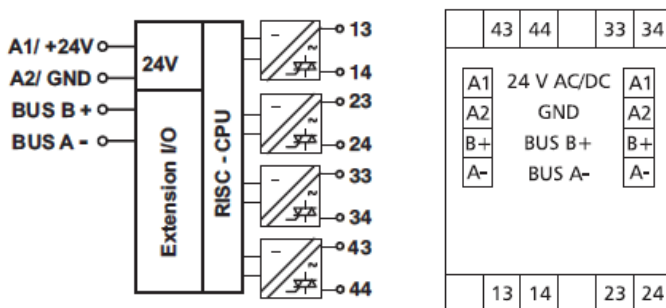 A1/ +24V
A2/ GND
BUS B +
BUS A -
24V
Extension I/O
RISC - CPU
– ~ 13
14
– ~ 23
24
– ~ 33
34
– ~ 43
44
43 44 33 34
A1 24 V AC/DC A1
A2 GND A2
B+ BUS B+ B+
A- BUS A- A-
13 14 23 24